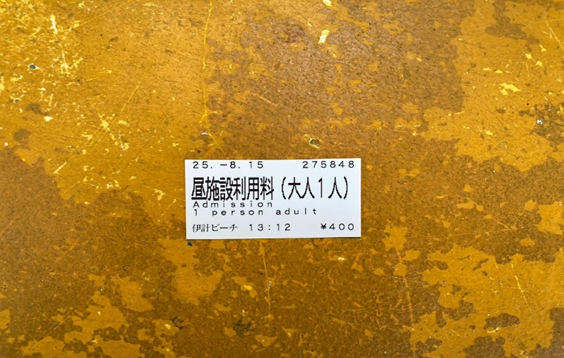 25.-8.15 275848
昼施設利用料（大人1人）
Admission
1 person adult
伊計ビーチ 13:12 ¥400